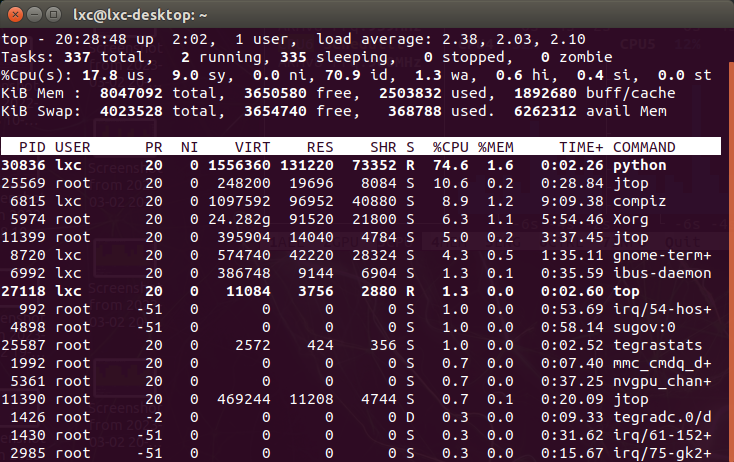 lxc@lxc-desktop: ~
top - 20:28:48 up  2:02,  1 user,  load average: 2.38, 2.03, 2.10
Tasks: 337 total,   2 running, 335 sleeping,   0 stopped,   0 zombie
%Cpu(s): 17.8 us,  9.0 sy,  0.0 ni, 70.9 id,  1.3 wa,  0.6 hi,  0.4 si,  0.0 st
KiB Mem :  8047092 total,  3650580 free,  2503832 used,  1892680 buff/cache
KiB Swap:  4023528 total,  3654740 free,   368788 used.  6262312 avail Mem
PID USER PR NI VIRT RES SHR S %CPU %MEM TIME+ COMMAND
30836 lxc 20 0 1556360 131220 73352 R 74.6 1.6 0:02.26 python
25569 root 20 0 248200 19696 8084 S 10.6 0.2 0:28.84 jtop
6815 lxc 20 0 1097592 96952 40880 S 8.9 1.2 9:09.38 compiz
5974 root 20 0 24.282g 91520 21800 S 6.3 1.1 5:54.46 Xorg
11399 root 20 0 395904 14040 4784 S 5.0 0.2 3:37.45 jtop
8720 lxc 20 0 574740 42220 28324 S 4.3 0.5 1:35.11 gnome-term+
6992 lxc 20 0 386748 9144 6904 S 1.3 0.1 0:35.59 ibus-daemon
27118 lxc 20 0 11084 3756 2880 R 1.3 0.0 0:02.60 top
992 root -51 0 0 0 0 S 1.0 0.0 0:53.69 irq/54-hos+
4898 root -51 0 0 0 0 S 1.0 0.0 0:58.14 sugov:0
25587 root 20 0 2572 424 356 S 1.0 0.0 0:02.52 tegrastats
1992 root 20 0 0 0 0 S 0.7 0.0 0:07.40 mmc_cmdq_d+
5361 root 20 0 0 0 0 S 0.7 0.0 0:37.25 nvgpu_chan+
11390 root 20 0 469244 11208 4744 S 0.7 0.1 0:20.09 jtop
1426 root -2 0 0 0 0 D 0.3 0.0 0:09.33 tegradc.0/d
1430 root -51 0 0 0 0 S 0.3 0.0 0:31.62 irq/61-152+
2985 root -51 0 0 0 0 S 0.3 0.0 0:15.67 irq/75-gk2+